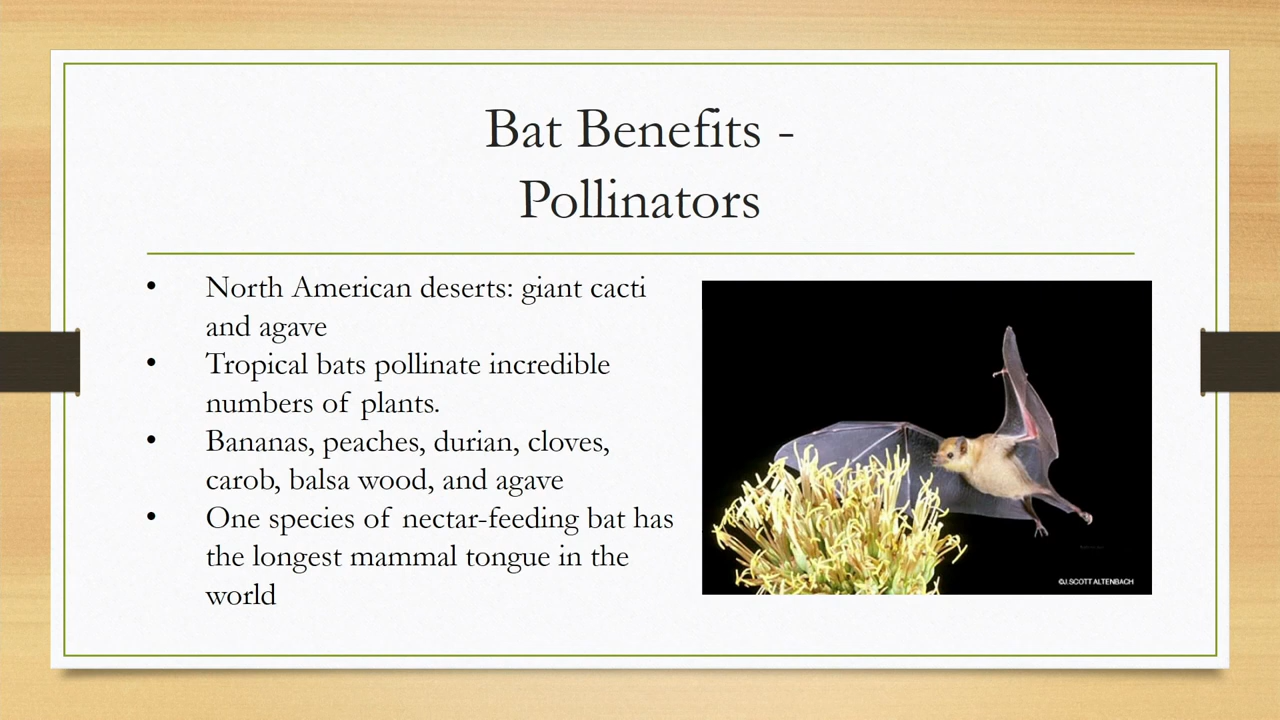 Bat Benefits -
Pollinators
• North American deserts: giant cacti
and agave
• Tropical bats pollinate incredible
numbers of plants.
• Bananas, peaches, durian, cloves,
carob, balsa wood, and agave
• One species of nectar-feeding bat has
the longest mammal tongue in the
world
©J.SCOTT ALTENBACH